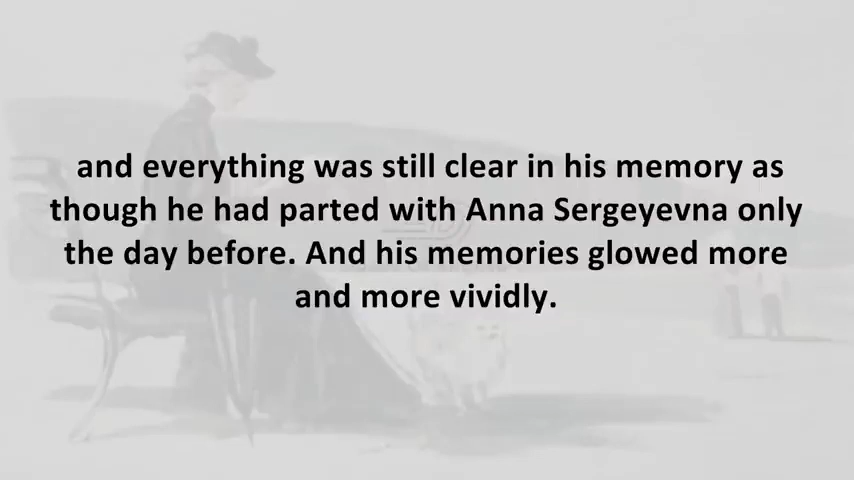 and everything was still clear in his memory as
though he had parted with Anna Sergeyevna only
the day before. And his memories glowed more
and more vividly.